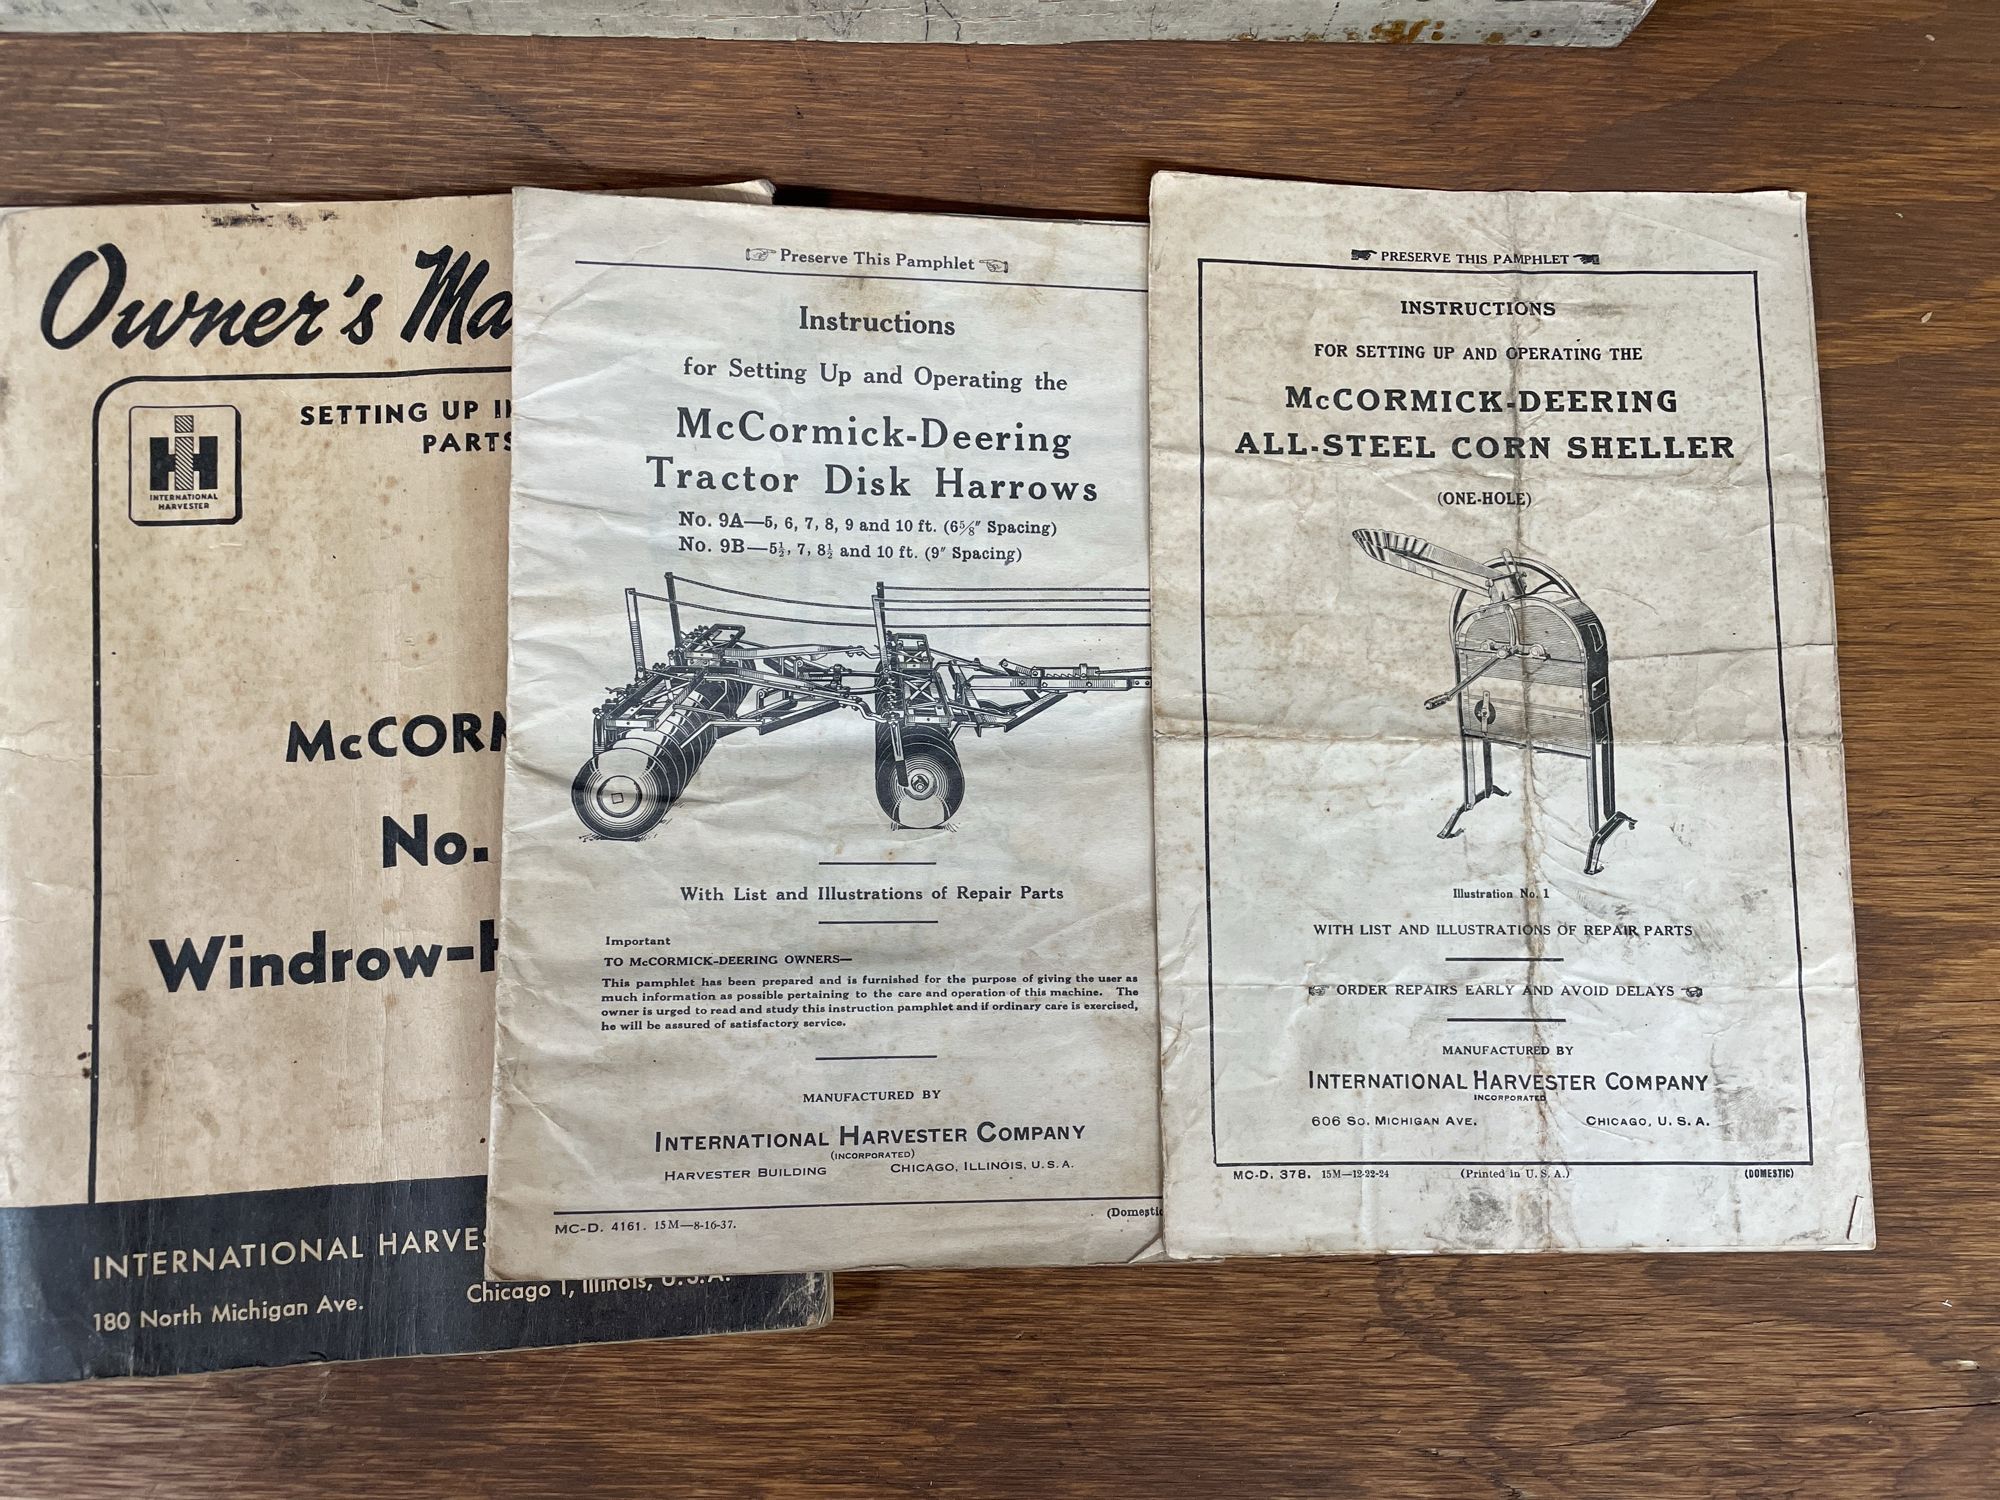 Owner's
SETTING UP
PARTS
IH
INTERNATIONAL
HARVESTER
No.
Windrow-
INTERNATIONAL
180 North Michigan Ave.
Chicago 1, Illinois, U.S.A.
Preserve This Pamphlet
Instructions
for Setting Up and Operating the
McCormick-Deering
Tractor Disk Harrows
No. 9A—5, 6, 7, 8, 9 and 10 ft. (6⅝" Spacing)
No. 9B—5½, 7, 8½ and 10 ft. (9" Spacing)
With List and Illustrations of Repair Parts
Important
TO McCORMICK-DEERING OWNERS—
This pamphlet has been prepared and is furnished for the purpose of giving the user as
much information as possible pertaining to the care and operation of this machine. The
owner is urged to read and study this instruction pamphlet and if ordinary care is exercised,
he will be assured of satisfactory service.
MANUFACTURED BY
INTERNATIONAL HARVESTER COMPANY
(INCORPORATED)
HARVESTER BUILDING CHICAGO, ILLINOIS, U.S.A.
MC-D. 4161. 15M—8-16-37.
(Domestic
PRESERVE THIS PAMPHLET
INSTRUCTIONS
FOR SETTING UP AND OPERATING THE
McCORMICK-DEERING
ALL-STEEL CORN SHELLER
(ONE-HOLE)
Illustration No. 1
WITH LIST AND ILLUSTRATIONS OF REPAIR PARTS
ORDER REPAIRS EARLY AND AVOID DELAYS
MANUFACTURED BY
INTERNATIONAL HARVESTER COMPANY
INCORPORATED
606 SO. MICHIGAN AVE. CHICAGO, U. S. A.
MC-D. 378. 15M—12-22-24 (Printed in U. S. A.) (DOMESTIC)